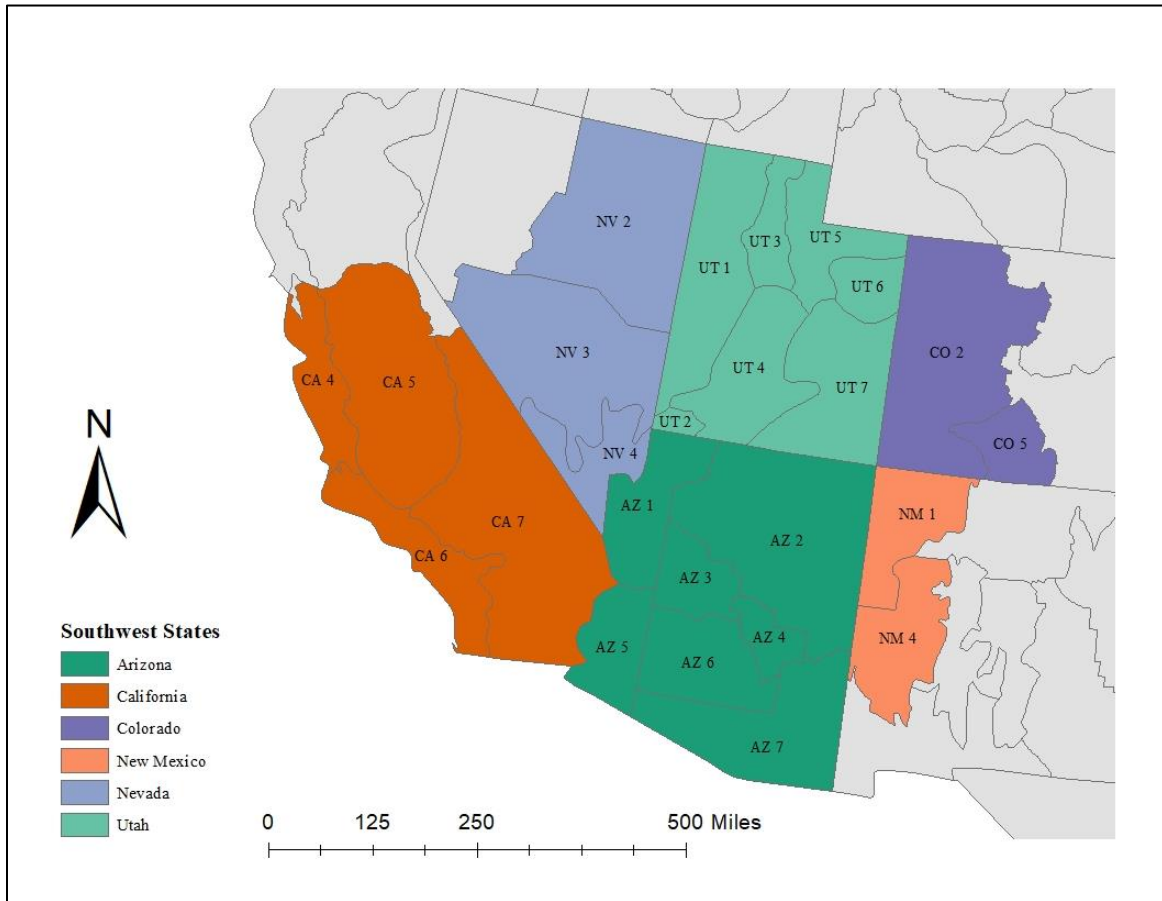 NV 2
UT 3
UT 5
UT 1
UT 6
NV 3
CO 2
CA 4
CA 5
UT 4
UT 7
UT 2
N
NV 4
CO 5
AZ 1
NM 1
CA 7
AZ 2
CA 6
AZ 3
AZ 4
NM 4
AZ 5
AZ 6
AZ 7
Southwest States
Arizona
California
Colorado
New Mexico
Nevada
Utah
0 125 250 500 Miles